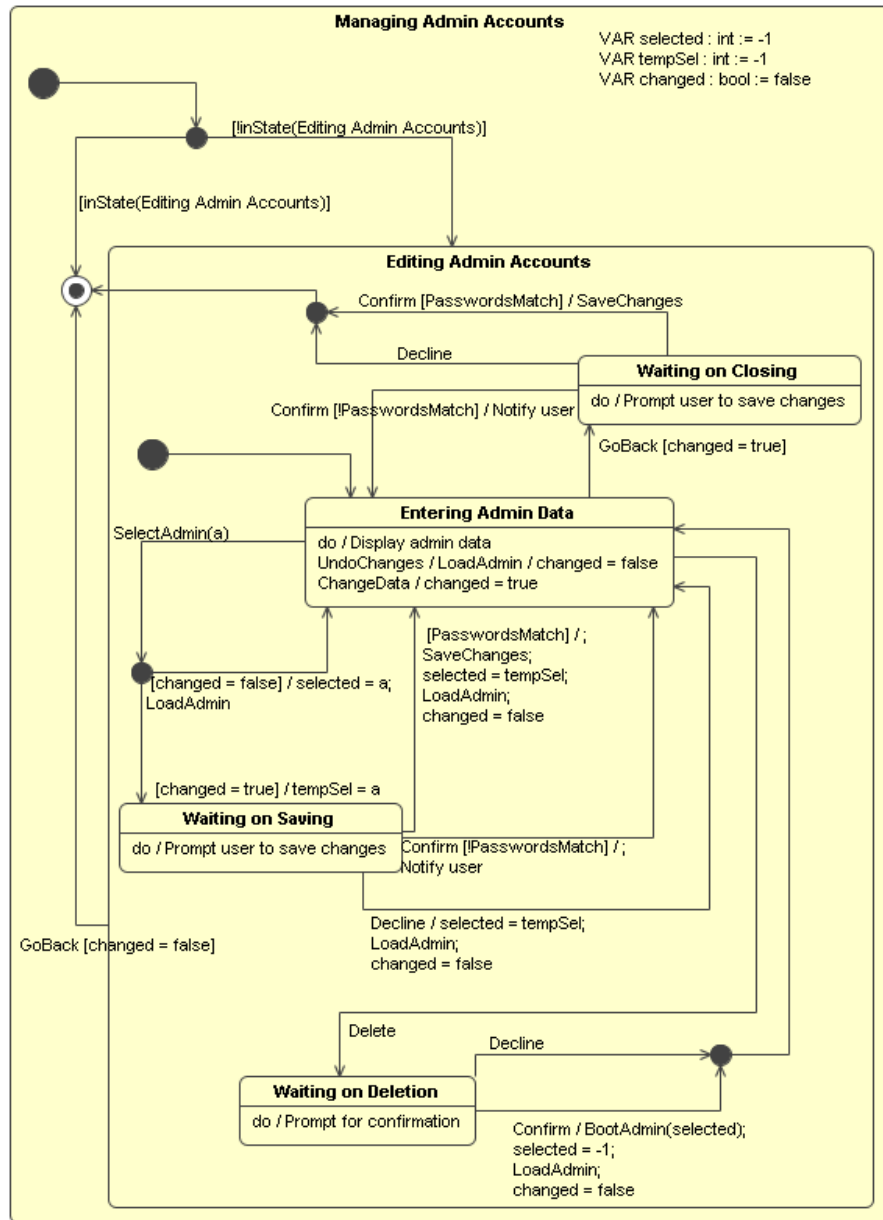 Managing Admin Accounts
VAR selected : int := -1
VAR tempSel : int := -1
VAR changed : bool := false
[!inState(Editing Admin Accounts)]
[inState(Editing Admin Accounts)]
Editing Admin Accounts
Confirm [PasswordsMatch] / SaveChanges
Decline
Waiting on Closing
do / Prompt user to save changes
Confirm [!PasswordsMatch] / Notify user
GoBack [changed = true]
Entering Admin Data
do / Display admin data
UndoChanges / LoadAdmin / changed = false
ChangeData / changed = true
SelectAdmin(a)
[PasswordsMatch] / ;
SaveChanges;
selected = tempSel;
LoadAdmin;
changed = false
[changed = false] / selected = a;
LoadAdmin
[changed = true] / tempSel = a
Waiting on Saving
do / Prompt user to save changes
Confirm [!PasswordsMatch] / ;
Notify user
Decline / selected = tempSel;
LoadAdmin;
changed = false
GoBack [changed = false]
Delete
Decline
Waiting on Deletion
do / Prompt for confirmation
Confirm / BootAdmin(selected);
selected = -1;
LoadAdmin;
changed = false